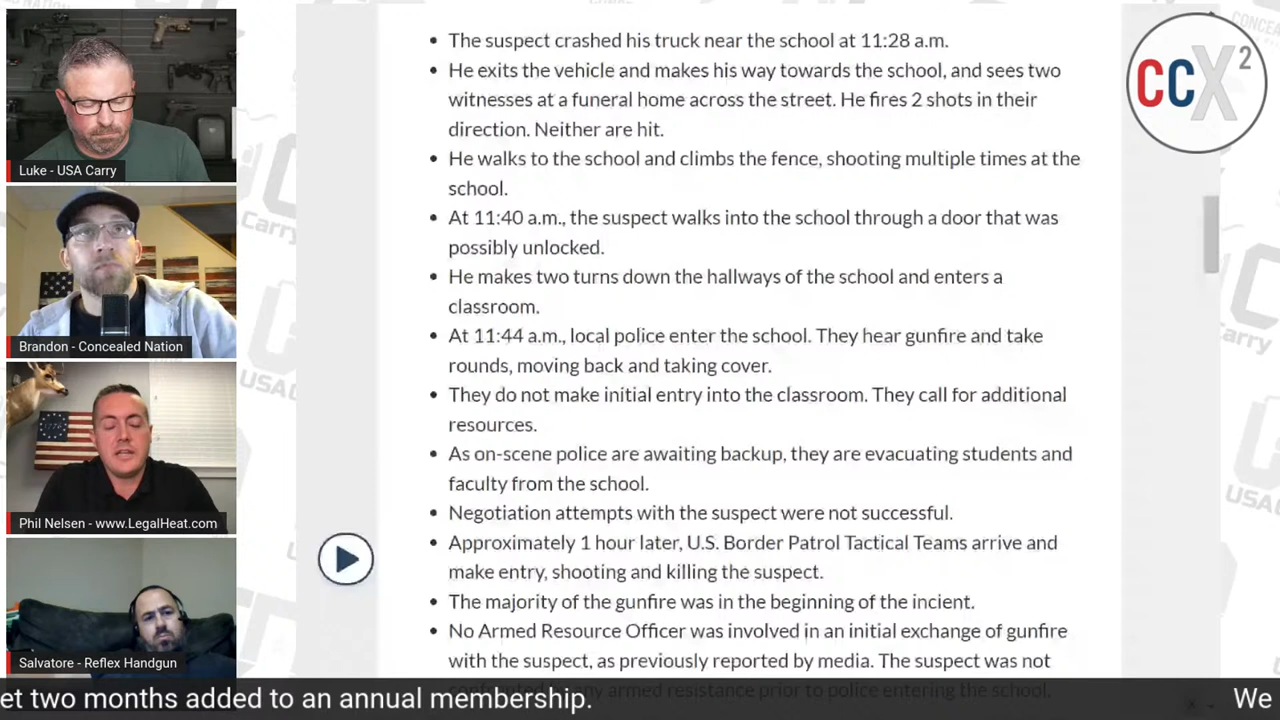 • The suspect crashed his truck near the school at 11:28 a.m.
• He exits the vehicle and makes his way towards the school, and sees two
witnesses at a funeral home across the street. He fires 2 shots in their
direction. Neither are hit.
• He walks to the school and climbs the fence, shooting multiple times at the
school.
• At 11:40 a.m., the suspect walks into the school through a door that was
possibly unlocked.
• He makes two turns down the hallways of the school and enters a
classroom.
• At 11:44 a.m., local police enter the school. They hear gunfire and take
rounds, moving back and taking cover.
• They do not make initial entry into the classroom. They call for additional
resources.
• As on-scene police are awaiting backup, they are evacuating students and
faculty from the school.
• Negotiation attempts with the suspect were not successful.
• Approximately 1 hour later, U.S. Border Patrol Tactical Teams arrive and
make entry, shooting and killing the suspect.
• The majority of the gunfire was in the beginning of the incient.
• No Armed Resource Officer was involved in an initial exchange of gunfire
with the suspect, as previously reported by media. The suspect was not
any armed resistance prior to police entering the school.
CCX2
Luke - USA Carry
Brandon - Concealed Nation
Phil Nelsen - www.LegalHeat.com
Salvatore - Reflex Handgun
et two months added to an annual membership.
We
Carry
USA
arry
USA